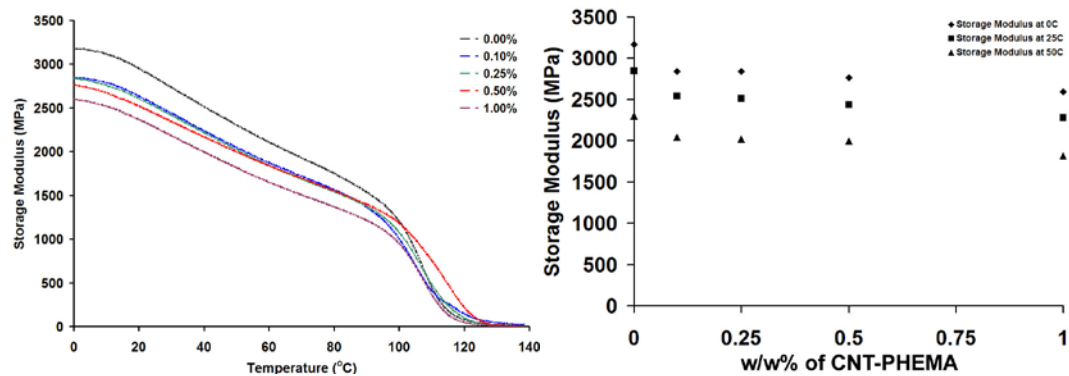 3500
3000
2500
2000
1500
1000
500
0
Storage Modulus (MPa)
0.00%
0.10%
0.25%
0.50%
1.00%
0 20 40 60 80 100 120 140
Temperature (°C)
3500
3000
2500
2000
1500
1000
500
0
Storage Modulus (MPa)
Storage Modulus at 0C
Storage Modulus at 25C
Storage Modulus at 50C
0 0.25 0.5 0.75 1
w/w% of CNT-PHEMA